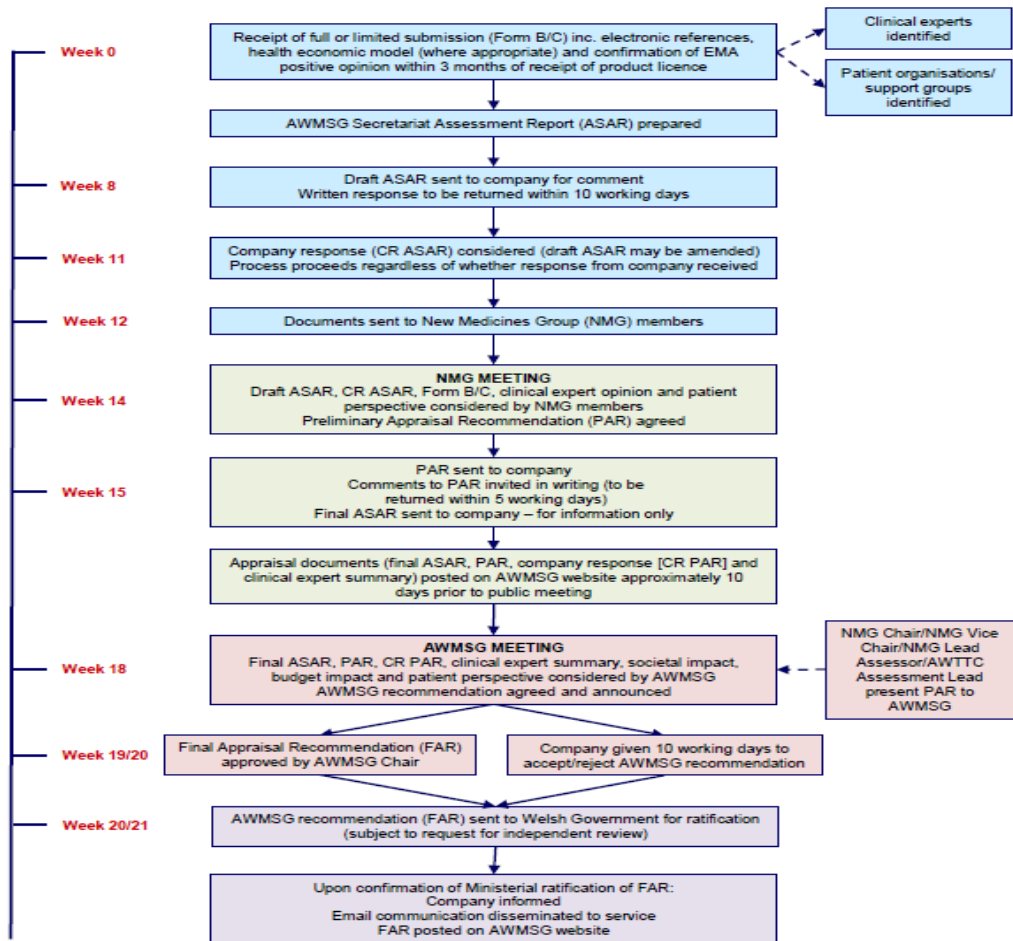 Week 0
Receipt of full or limited submission (Form B/C) inc. electronic references,
health economic model (where appropriate) and confirmation of EMA
positive opinion within 3 months of receipt of product licence
Clinical experts
identified
Patient organisations/
support groups
identified
AWMSG Secretariat Assessment Report (ASAR) prepared
Week 8
Draft ASAR sent to company for comment
Written response to be returned within 10 working days
Week 11
Company response (CR ASAR) considered (draft ASAR may be amended)
Process proceeds regardless of whether response from company received
Week 12
Documents sent to New Medicines Group (NMG) members
Week 14
NMG MEETING
Draft ASAR, CR ASAR, Form B/C, clinical expert opinion and patient
perspective considered by NMG members
Preliminary Appraisal Recommendation (PAR) agreed
Week 15
PAR sent to company
Comments to PAR invited in writing (to be
returned within 5 working days)
Final ASAR sent to company – for information only
Appraisal documents (final ASAR, PAR, company response [CR PAR] and
clinical expert summary) posted on AWMSG website approximately 10
days prior to public meeting
Week 18
AWMSG MEETING
Final ASAR, PAR, CR PAR, clinical expert summary, societal impact,
budget impact and patient perspective considered by AWMSG
AWMSG recommendation agreed and announced
NMG Chair/NMG Vice
Chair/NMG Lead
Assessor/AWTTC
Assessment Lead
present PAR to
AWMSG
Week 19/20
Final Appraisal Recommendation (FAR)
approved by AWMSG Chair
Company given 10 working days to
accept/reject AWMSG recommendation
Week 20/21
AWMSG recommendation (FAR) sent to Welsh Government for ratification
(subject to request for independent review)
Upon confirmation of Ministerial ratification of FAR:
Company informed
Email communication disseminated to service
FAR posted on AWMSG website